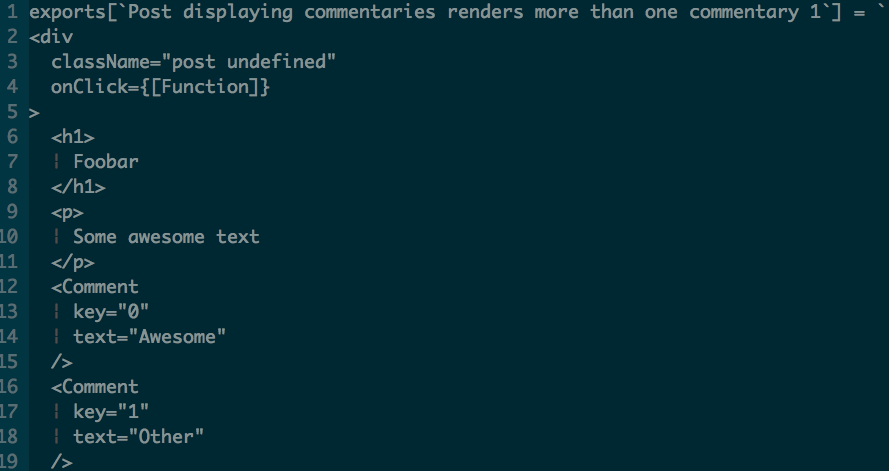 1 exports[`Post displaying commentaries renders more than one commentary 1`] = `
2 <div
3   className="post undefined"
4   onClick={[Function]}
5 >
6   <h1>
7   ¦ Foobar
8   </h1>
9   <p>
10   ¦ Some awesome text
11   </p>
12   <Comment
13   ¦ key="0"
14   ¦ text="Awesome"
15   />
16   <Comment
17   ¦ key="1"
18   ¦ text="Other"
19   />